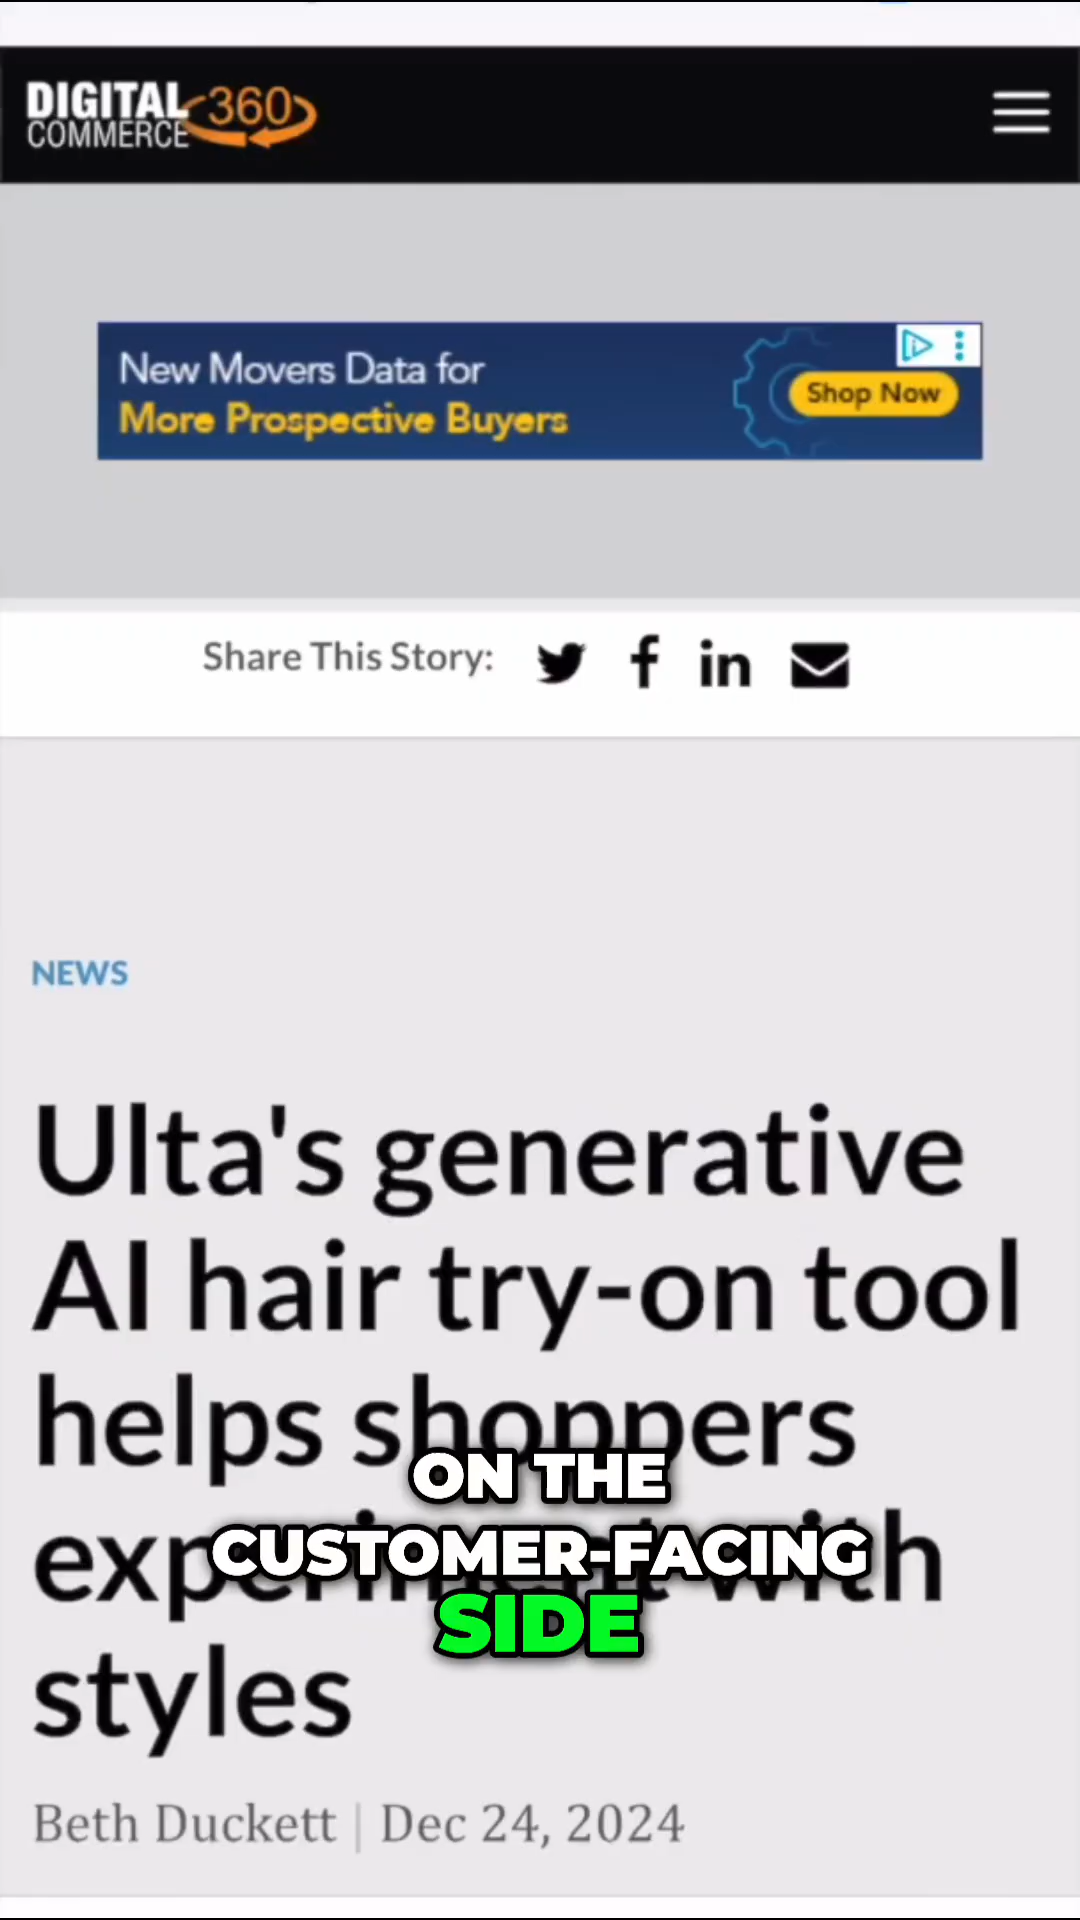 DIGITAL
COMMERCE
360
New Movers Data for
More Prospective Buyers
Shop Now
Share This Story:
NEWS
Ulta's generative
AI hair try-on tool
helps shoppers
experiment with
styles
ON THE
CUSTOMER-FACING
SIDE
Beth Duckett | Dec 24, 2024